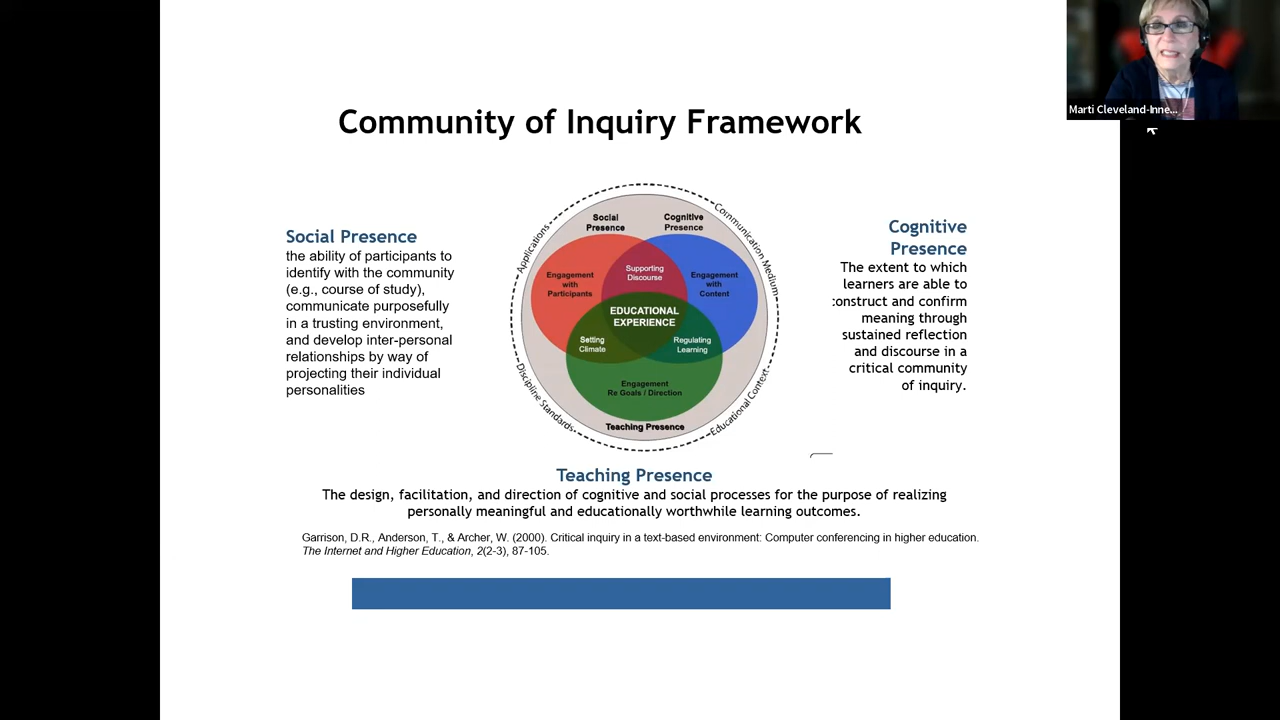 Marti Cleveland-Inne...
Community of Inquiry Framework
Social Presence
the ability of participants to
identify with the community
(e.g., course of study),
communicate purposefully
in a trusting environment,
and develop inter-personal
relationships by way of
projecting their individual
personalities
Applications
Communication Medium
Discipline Standards
Educational Context
Social
Presence
Cognitive
Presence
Supporting
Discourse
Engagement
with
Participants
Engagement
with
Content
EDUCATIONAL
EXPERIENCE
Setting
Climate
Regulating
Learning
Engagement
Re Goals / Direction
Teaching Presence
Cognitive
Presence
The extent to which
learners are able to
construct and confirm
meaning through
sustained reflection
and discourse in a
critical community
of inquiry.
Teaching Presence
The design, facilitation, and direction of cognitive and social processes for the purpose of realizing
personally meaningful and educationally worthwhile learning outcomes.
Garrison, D.R., Anderson, T., & Archer, W. (2000). Critical inquiry in a text-based environment: Computer conferencing in higher education.
The Internet and Higher Education, 2(2-3), 87-105.